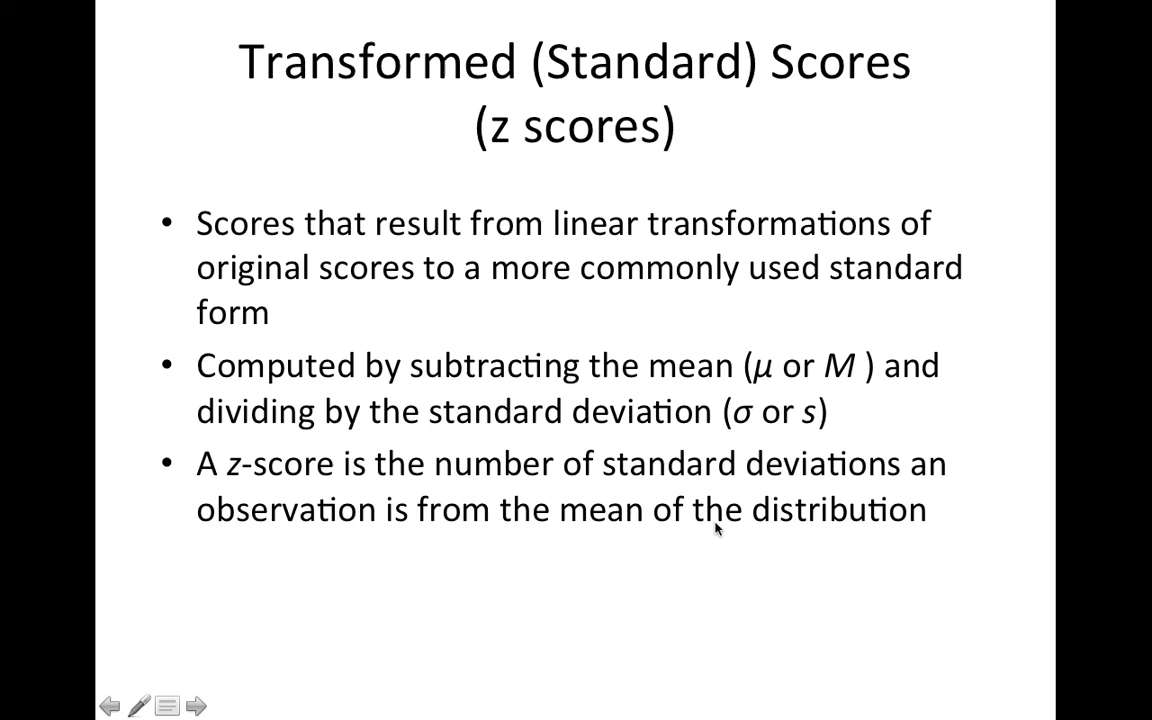 Transformed (Standard) Scores
(z scores)
• Scores that result from linear transformations of
original scores to a more commonly used standard
form
• Computed by subtracting the mean (μ or M ) and
dividing by the standard deviation (σ or s)
• A z-score is the number of standard deviations an
observation is from the mean of the distribution